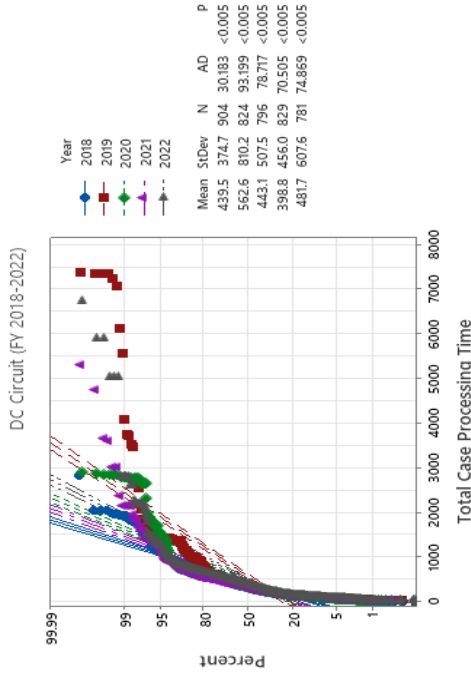 DC Circuit (FY 2018-2022)
99.99
99
95
80
50
20
5
1
Percent
0
1000
2000
3000
4000
5000
6000
7000
8000
Total Case Processing Time
Year
2018
2019
2020
2021
2022
Mean StDev N AD P
439.5 374.7 904 30.183 <0.005
562.6 810.2 824 93.199 <0.005
443.1 507.5 796 78.717 <0.005
398.8 456.0 829 70.505 <0.005
481.7 607.6 781 74.869 <0.005